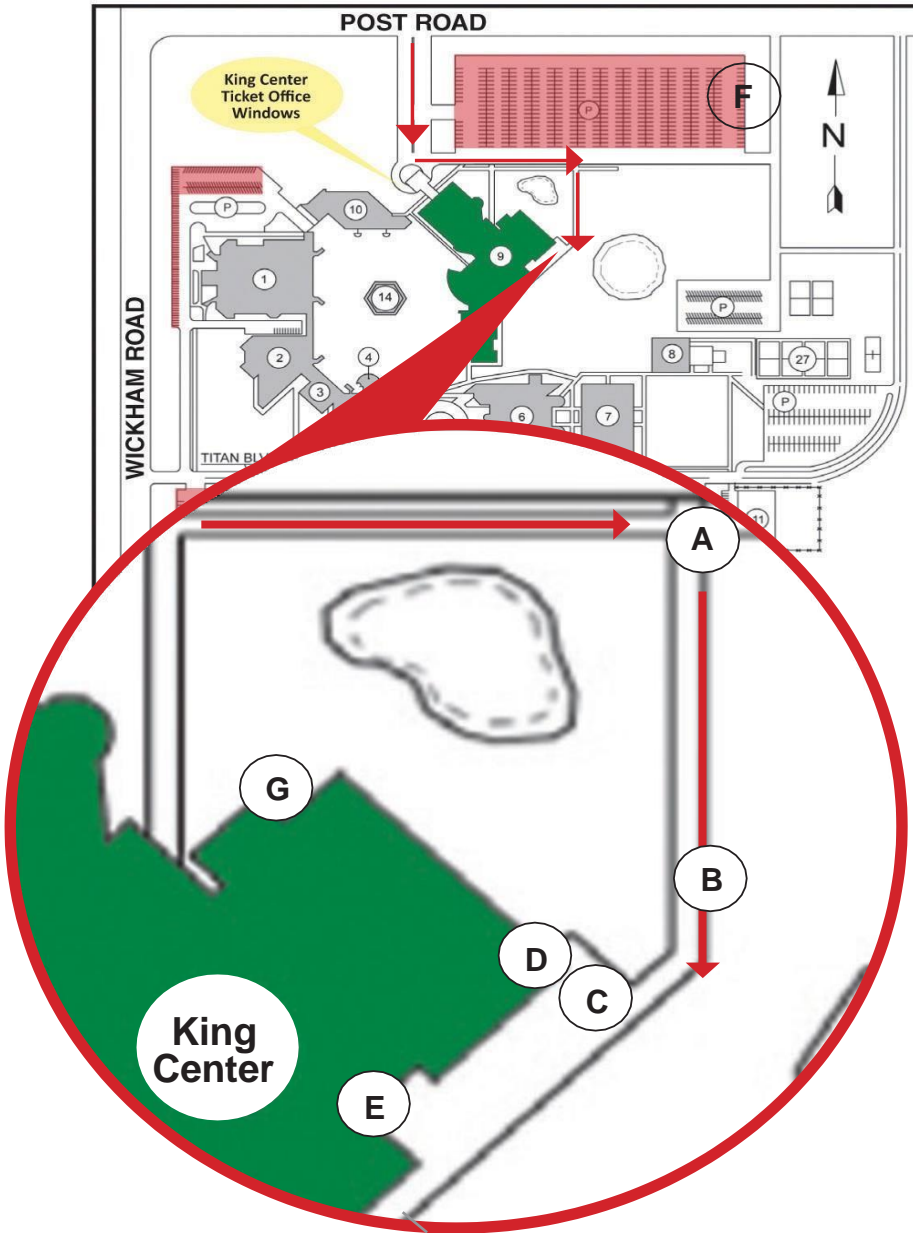 POST ROAD
King Center
Ticket Office
Windows
F
P
N
10
P
9
1
14
P
WICKHAM ROAD
2
4
8
27
3
P
6
7
TITAN BLV
11
A
G
B
D
C
King
Center
E